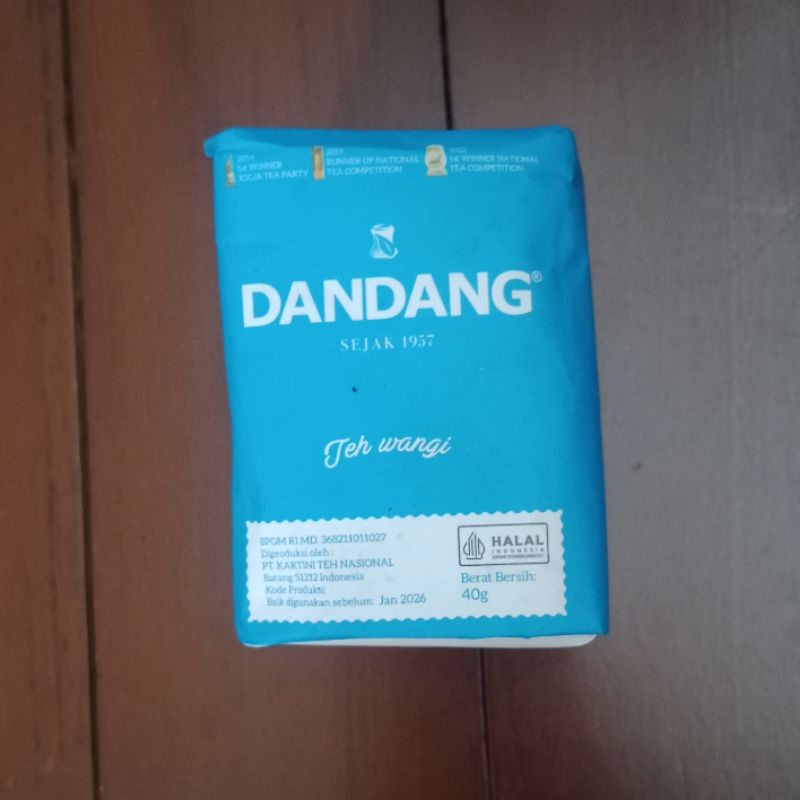 2014
1st WINNER
JOGJA TEA PARTY
2019
RUNNER UP NATIONAL
TEA COMPETITION
2022
1st WINNER NATIONAL
TEA COMPETITION
DANDANG®
SEJAK 1957
Teh wangi
BPOM RI MD. 368211011027
Diproduksi oleh :
PT. KARTINI TEH NASIONAL
Batang 51212 Indonesia
Kode Produksi:
Baik digunakan sebelum: Jan 2026
HALAL
INDONESIA
Berat Bersih:
40g